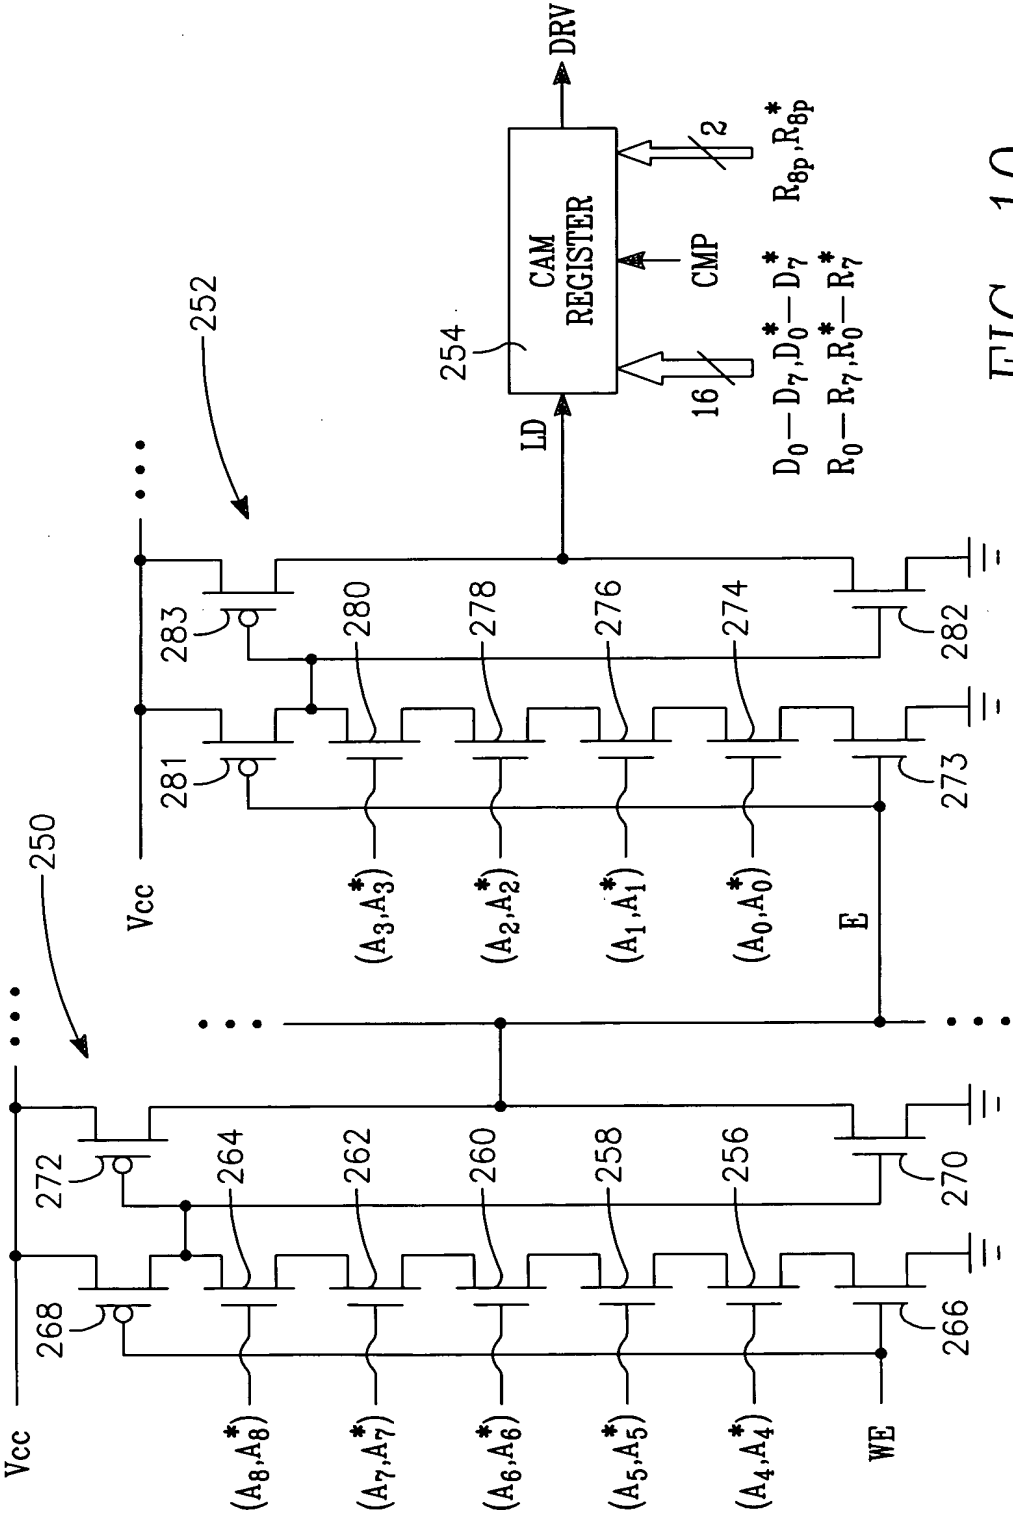 Vcc
250
268
272
Vcc
281
283
252
(A₈,A₈*)
264
(A₇,A₇*)
262
(A₃,A₃*)
280
(A₆,A₆*)
260
(A₂,A₂*)
278
254
LD
CAM
REGISTER
DRV
(A₅,A₅*)
258
(A₁,A₁*)
276
16
CMP
2
(A₄,A₄*)
256
(A₀,A₀*)
274
D₀—D₇,D₀*—D₇*
R₈ₚ,R₈ₚ*
R₀—R₇,R₀*—R₇*
WE
E
266
270
273
282
FIG 10